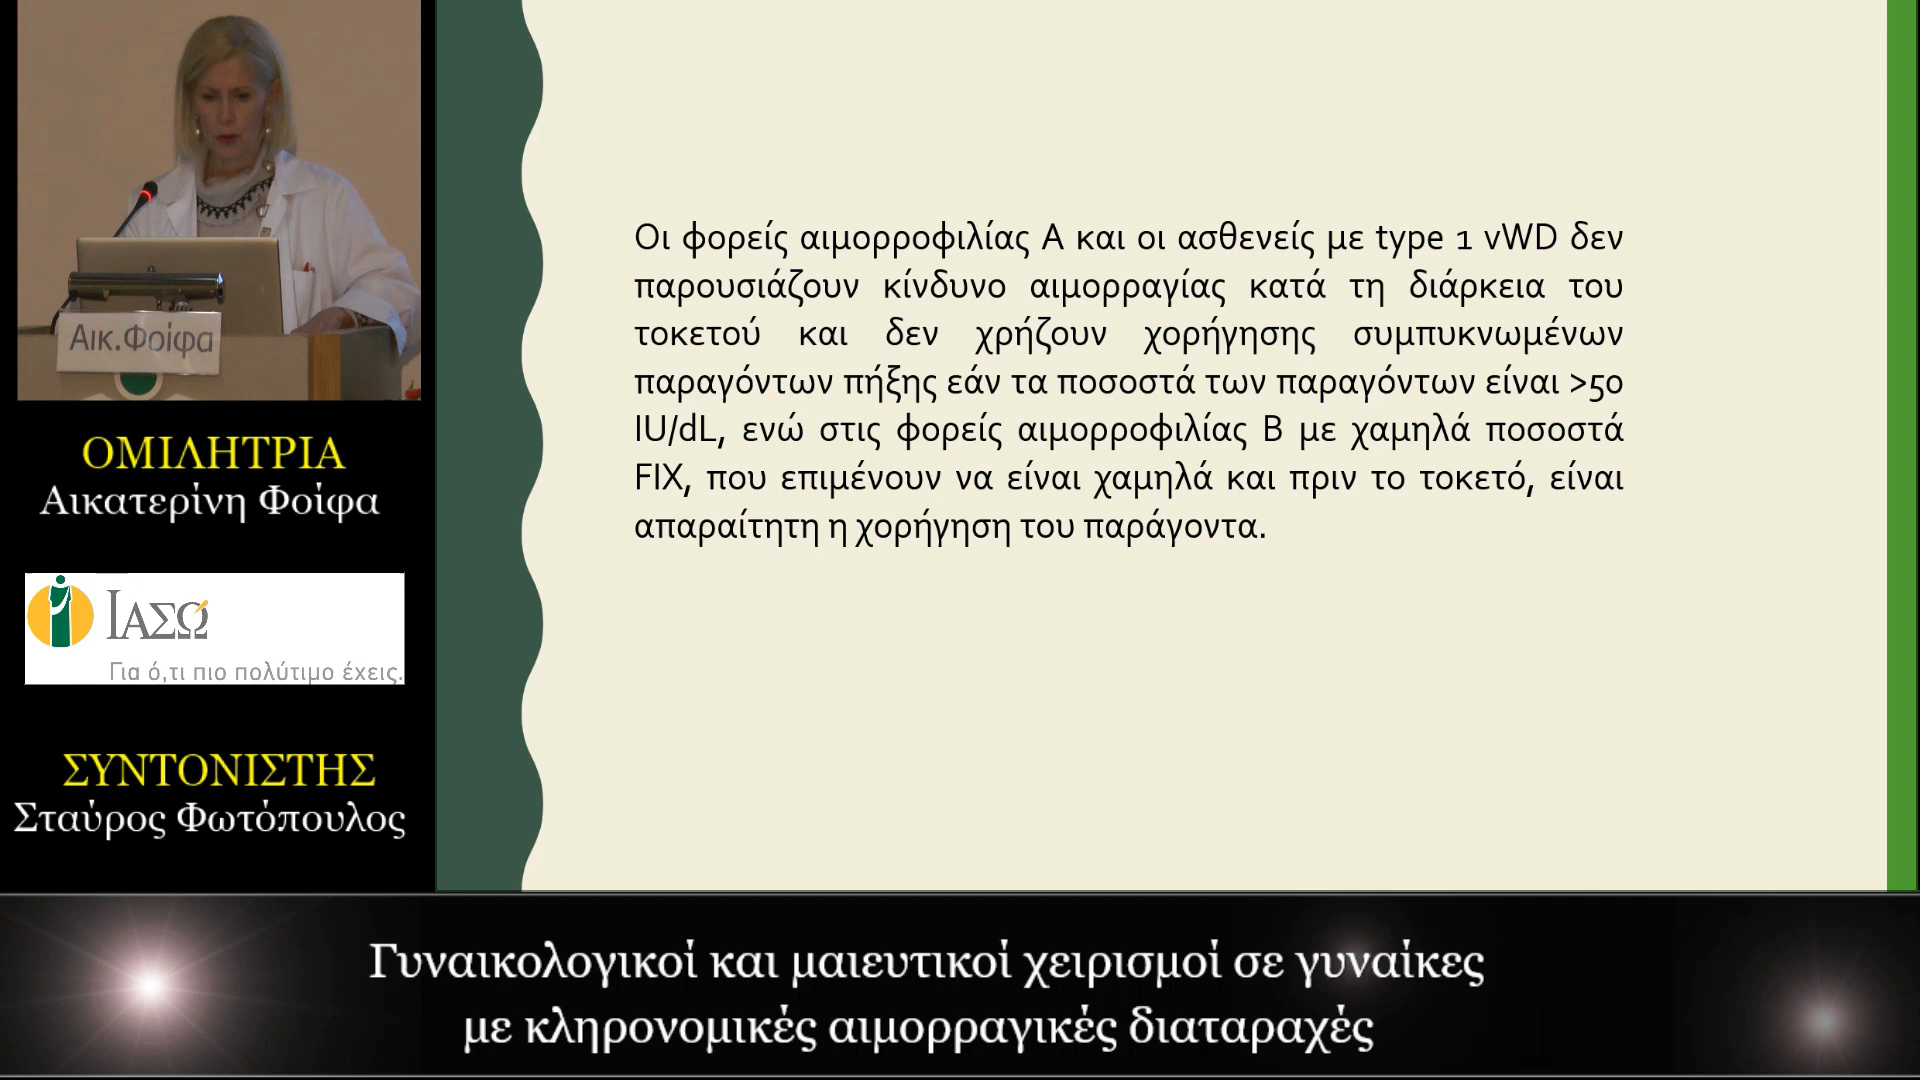 Αικ.Φοίφα
ΟΜΙΛΗΤΡΙΑ
Αικατερίνη Φοίφα
ΙΑΣΩ
Για ό,τι πιο πολύτιμο έχεις.
ΣΥΝΤΟΝΙΣΤΗΣ
Σταύρος Φωτόπουλος
Οι φορείς αιμορροφιλίας Α και οι ασθενείς με type 1 vWD δεν
παρουσιάζουν κίνδυνο αιμορραγίας κατά τη διάρκεια του
τοκετού και δεν χρήζουν χορήγησης συμπυκνωμένων
παραγόντων πήξης εάν τα ποσοστά των παραγόντων είναι >50
IU/dL, ενώ στις φορείς αιμορροφιλίας Β με χαμηλά ποσοστά
FIX, που επιμένουν να είναι χαμηλά και πριν το τοκετό, είναι
απαραίτητη η χορήγηση του παράγοντα.
Γυναικολογικοί και μαιευτικοί χειρισμοί σε γυναίκες
με κληρονομικές αιμορραγικές διαταραχές